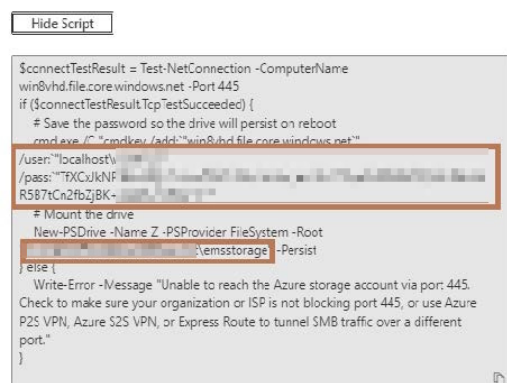 Hide Script
$connectTestResult = Test-NetConnection -ComputerName
win8vhd.file.core.windows.net -Port 445
if ($connectTestResult.TcpTestSucceeded) {
# Save the password so the drive will persist on reboot
cmd.exe /C "cmdkey /add:`"win8vhd.file.core.windows.net`"
/user:`"localhost\
/pass:`"TfXCxJkNP
R5B7tCn2fbZjBK+
# Mount the drive
New-PSDrive -Name Z -PSProvider FileSystem -Root
\emsstorage" -Persist
} else {
Write-Error -Message "Unable to reach the Azure storage account via port 445.
Check to make sure your organization or ISP is not blocking port 445, or use Azure
P2S VPN, Azure S2S VPN, or Express Route to tunnel SMB traffic over a different
port."
}